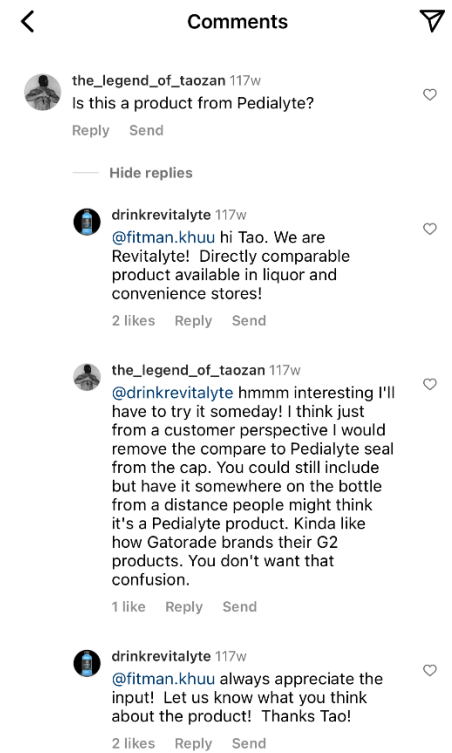 Comments
the_legend_of_taozan 117w
Is this a product from Pedialyte?
Reply Send
Hide replies
drinkrevitalyte 117w
@fitman.khuu hi Tao. We are
Revitalyte!  Directly comparable
product available in liquor and
convenience stores!
2 likes Reply Send
the_legend_of_taozan 117w
@drinkrevitalyte hmmm interesting I'll
have to try it someday! I think just
from a customer perspective I would
remove the compare to Pedialyte seal
from the cap. You could still include
but have it somewhere on the bottle
from a distance people might think
it's a Pedialyte product. Kinda like
how Gatorade brands their G2
products. You don't want that
confusion.
1 like Reply Send
drinkrevitalyte 117w
@fitman.khuu always appreciate the
input!  Let us know what you think
about the product!  Thanks Tao!
2 likes Reply Send